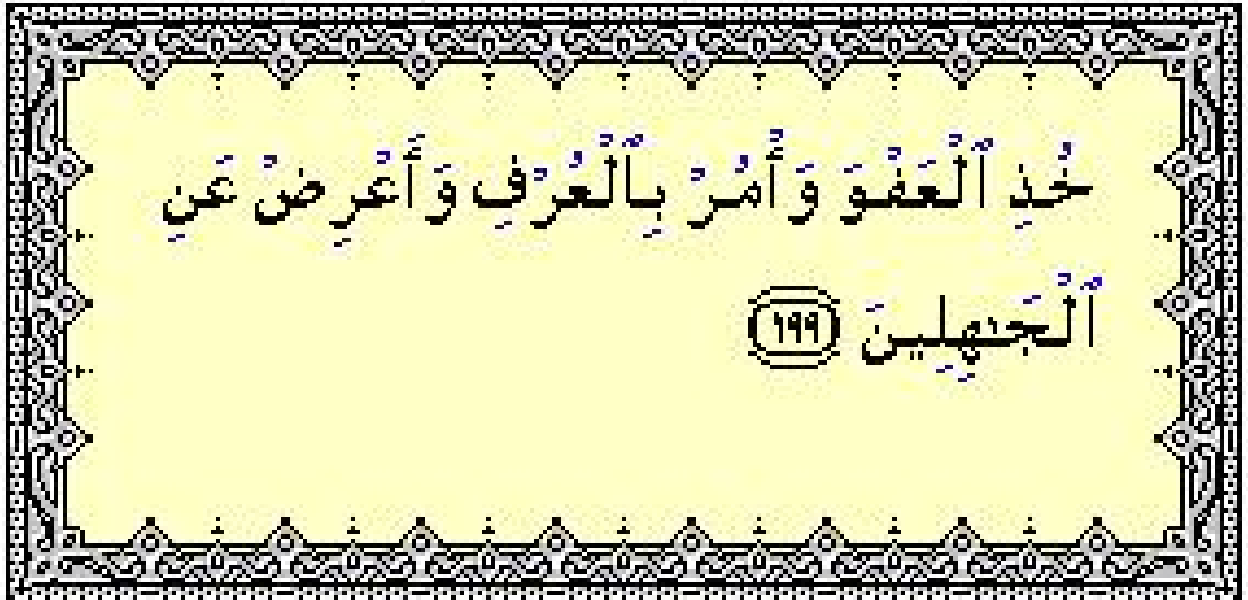 خُذِ ٱلْعَفْوَ وَأْمُرْ بِٱلْعُرْفِ وَأَعْرِضْ عَنِ
ٱلْجَـٰهِلِينَ ١٩٩